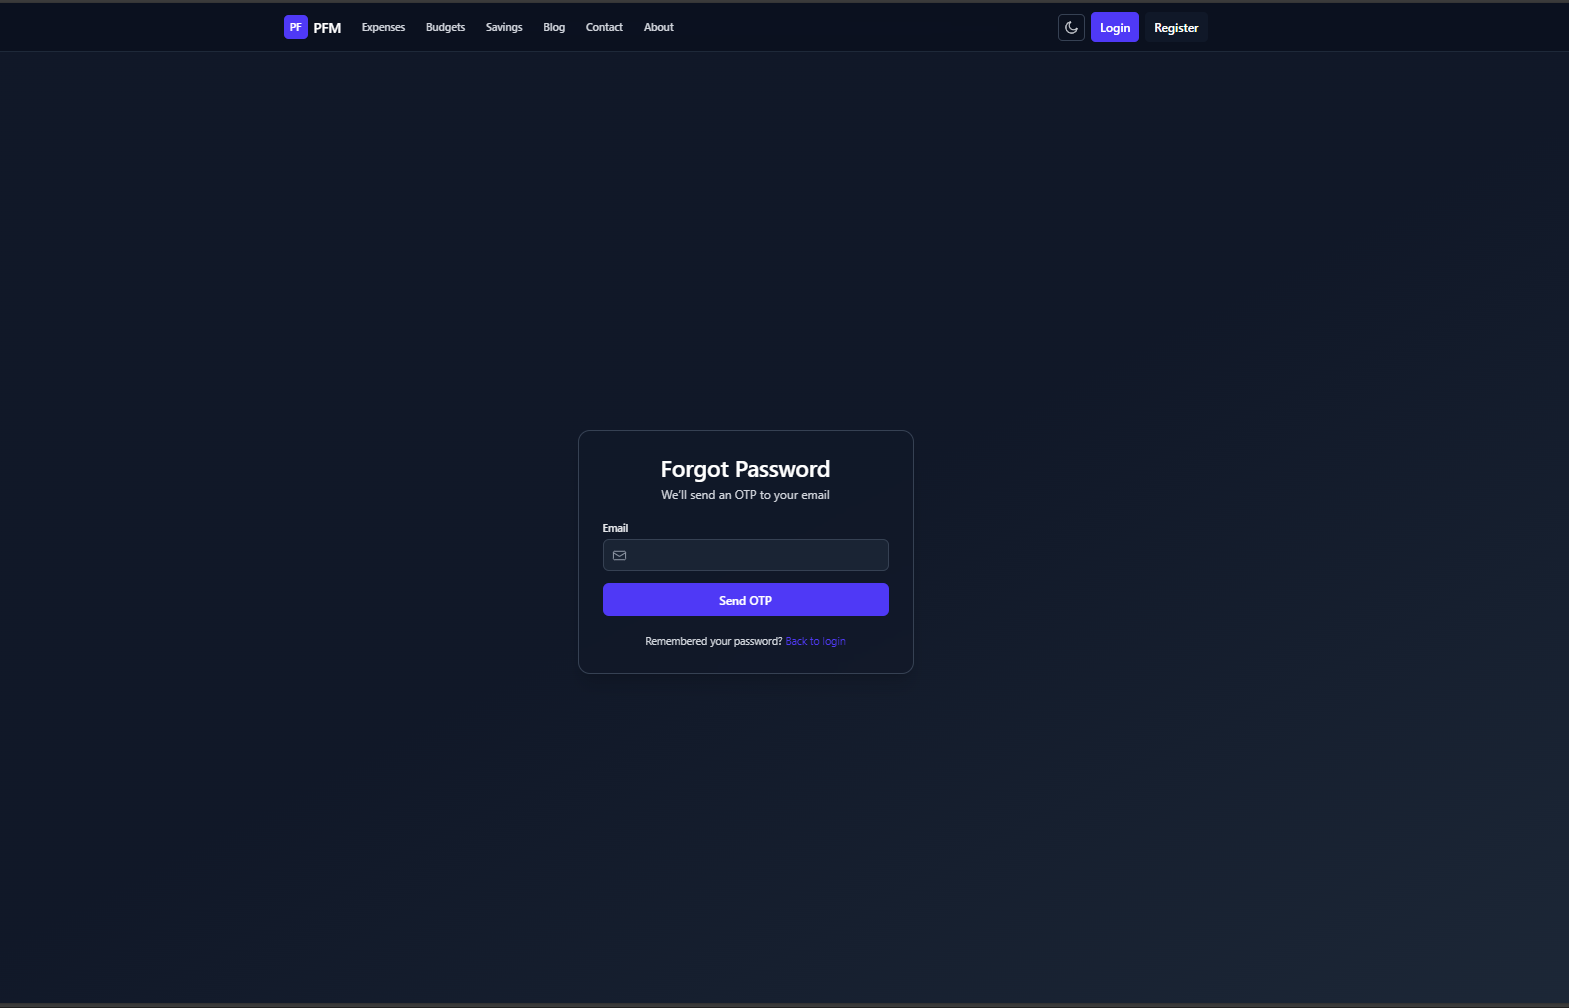 PF PFM Expenses Budgets Savings Blog Contact About Login Register
Forgot Password
We'll send an OTP to your email
Email
Send OTP
Remembered your password? Back to login